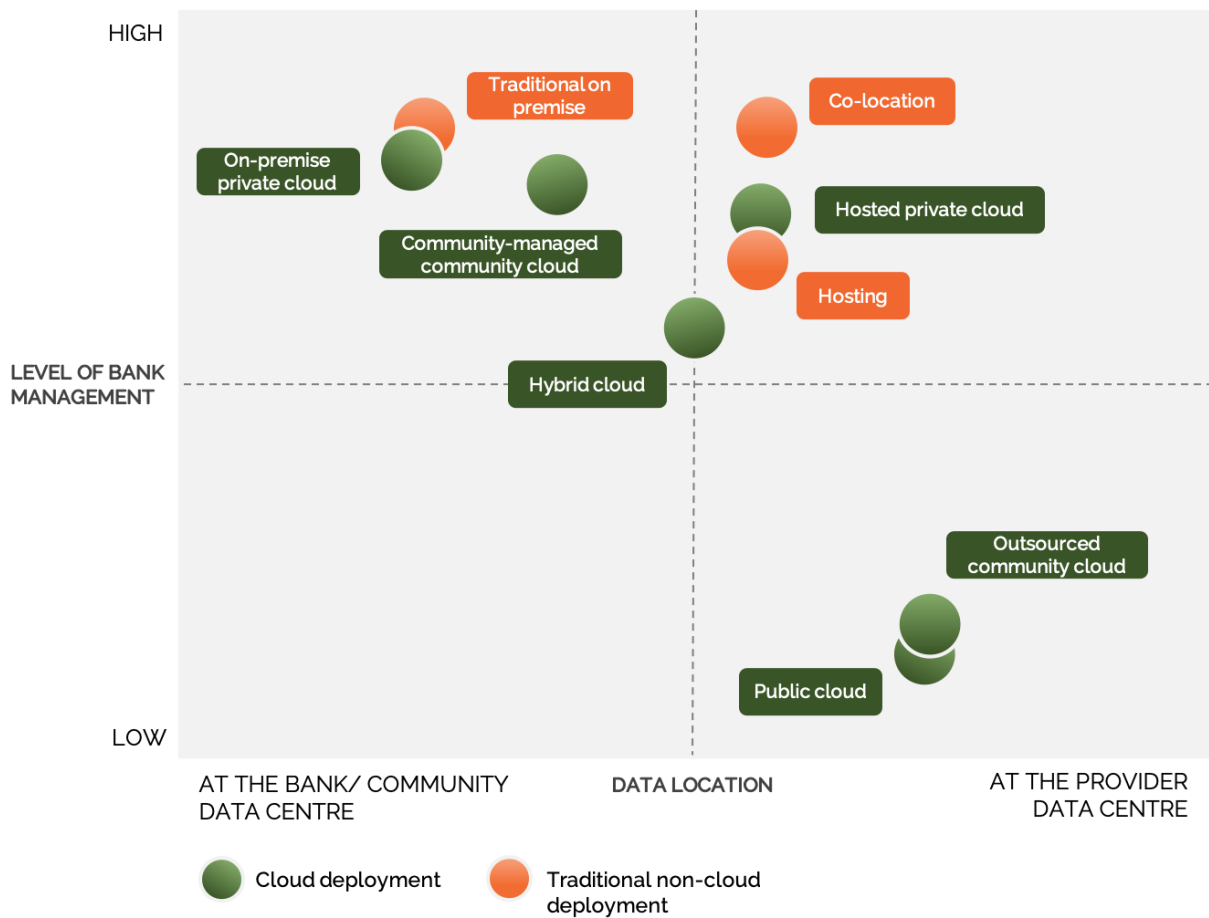 HIGH
Traditional on
premise
Co-location
On-premise
private cloud
Hosted private cloud
Community-managed
community cloud
Hosting
LEVEL OF BANK
MANAGEMENT
Hybrid cloud
Outsourced
community cloud
Public cloud
LOW
AT THE BANK/ COMMUNITY
DATA CENTRE
DATA LOCATION
AT THE PROVIDER
DATA CENTRE
Cloud deployment
Traditional non-cloud
deployment